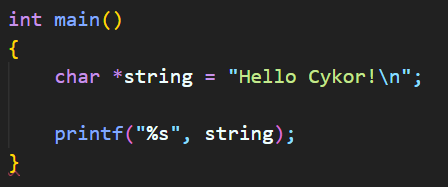 int main()
{
    char *string = "Hello Cykor!\n";
    printf("%s", string);
}